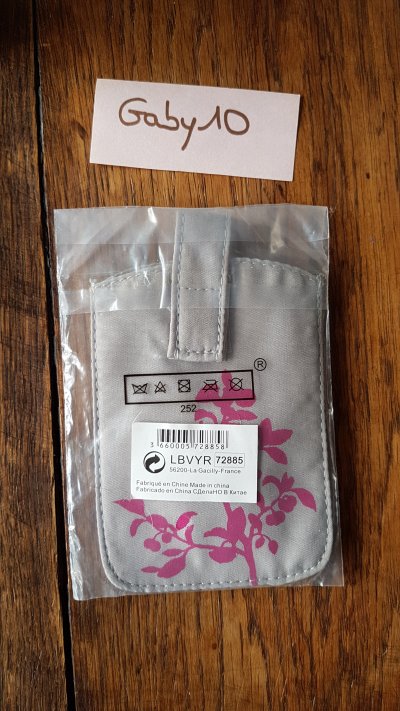 Gaby10
®
252
3 660005 728858
LBVYR 72885
56200-La Gacilly-France
Fabriqué en Chine Made in china
Fabricado en China СДелаНО В Китае